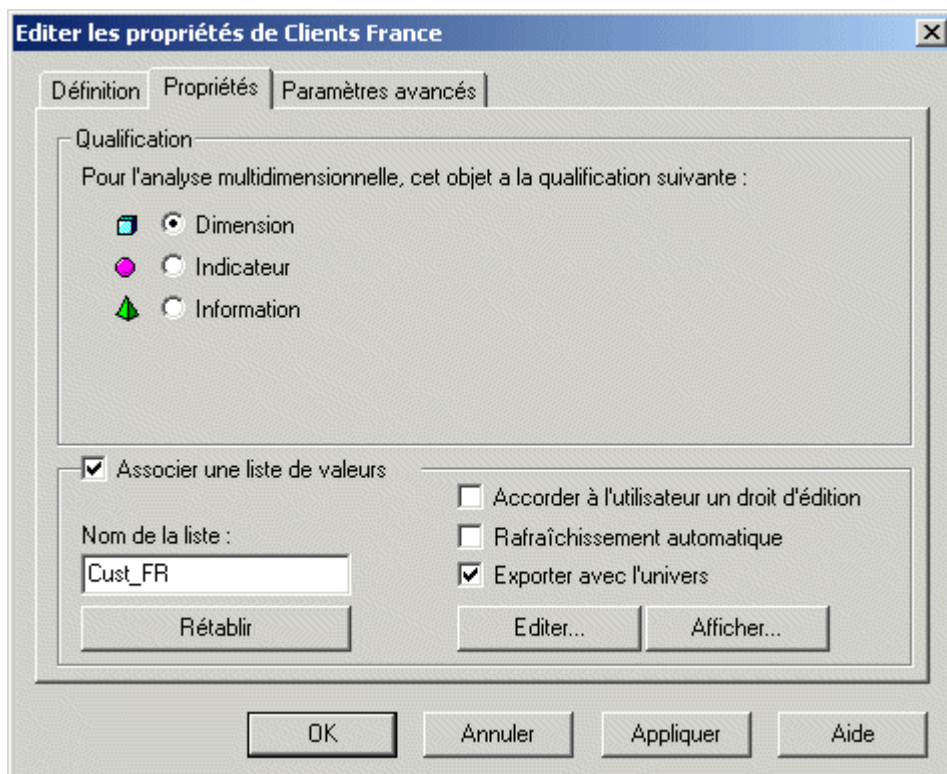 Editer les propriétés de Clients France
Définition Propriétés Paramètres avancés
Qualification
Pour l'analyse multidimensionnelle, cet objet a la qualification suivante :
Dimension
Indicateur
Information
Associer une liste de valeurs
Accorder à l'utilisateur un droit d'édition
Nom de la liste :
Rafraîchissement automatique
Cust_FR
Exporter avec l'univers
Rétablir Editer... Afficher...
OK Annuler Appliquer Aide